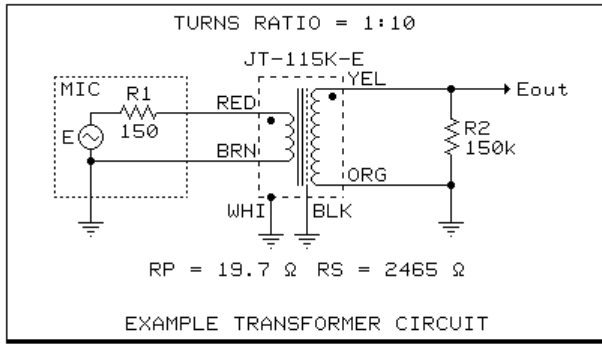 TURNS RATIO = 1:10
JT-115K-E
MIC
R1
150
E
RED
BRN
YEL
ORG
Eout
R2
150k
WHI
BLK
RP = 19.7 Ω RS = 2465 Ω
EXAMPLE TRANSFORMER CIRCUIT